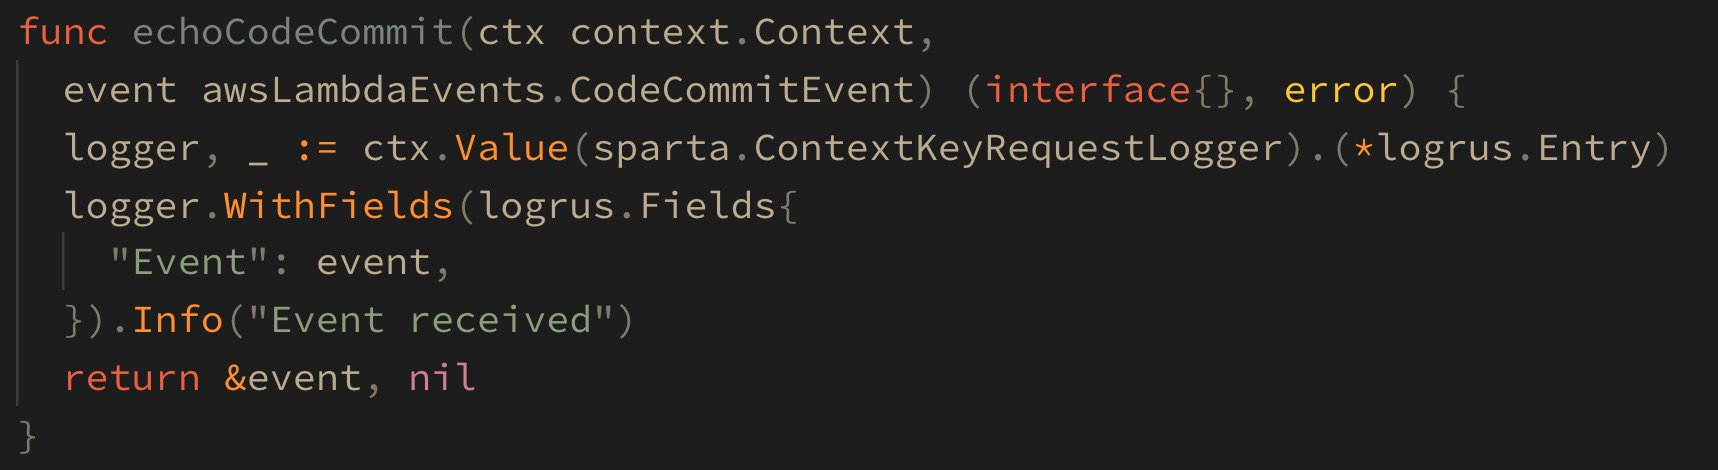 func echoCodeCommit(ctx context.Context,
  event awsLambdaEvents.CodeCommitEvent) (interface{}, error) {
  logger, _ := ctx.Value(sparta.ContextKeyRequestLogger).(*logrus.Entry)
  logger.WithFields(logrus.Fields{
    "Event": event,
  }).Info("Event received")
  return &event, nil
}